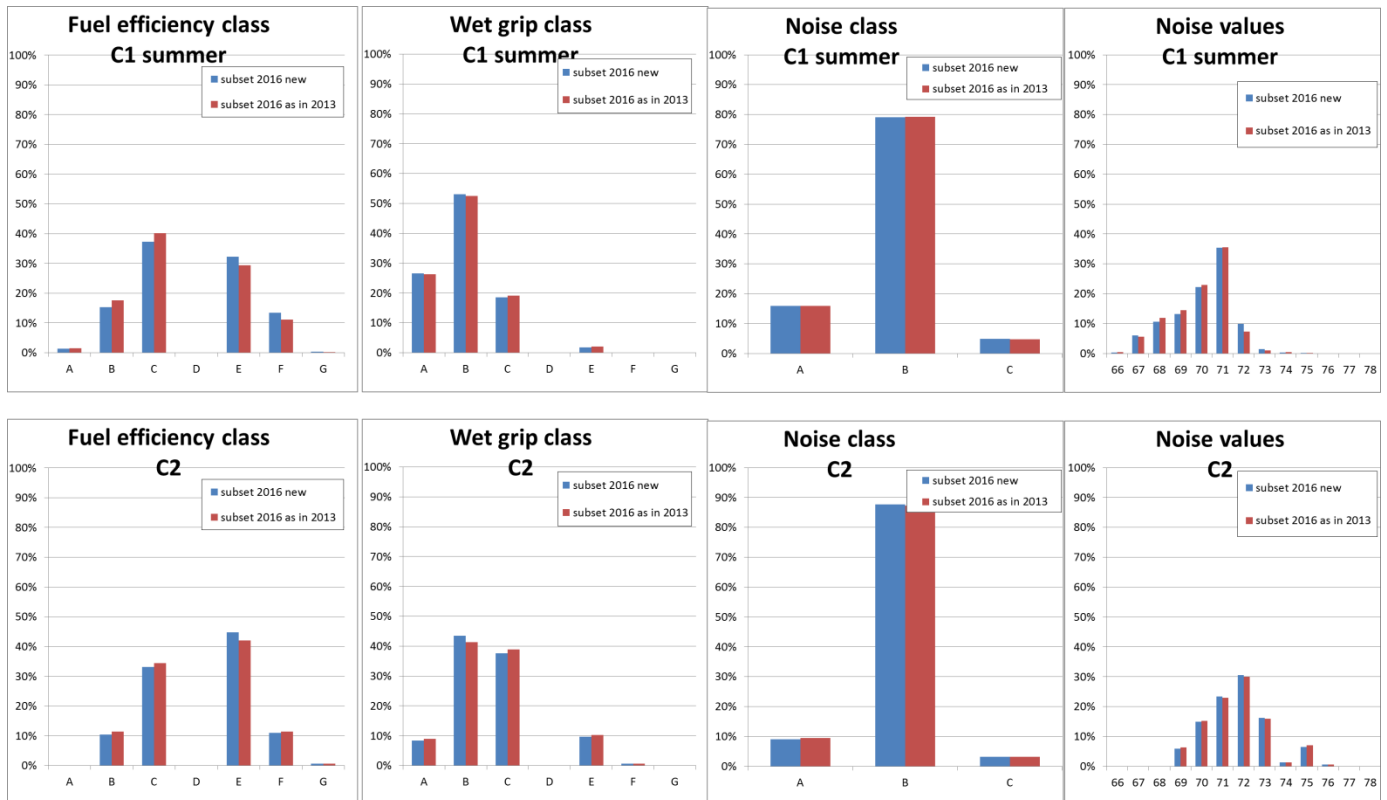 Fuel efficiency class
C1 summer
100%
90%
80%
70%
60%
50%
40%
30%
20%
10%
0%
subset 2016 new
subset 2016 as in 2013
A B C D E F G
Wet grip class
C1 summer
100%
90%
80%
70%
60%
50%
40%
30%
20%
10%
0%
subset 2016 new
subset 2016 as in 2013
A B C D E F G
Noise class
C1 summer
100%
90%
80%
70%
60%
50%
40%
30%
20%
10%
0%
subset 2016 new
subset 2016 as in 2013
A B C
Noise values
C1 summer
100%
90%
80%
70%
60%
50%
40%
30%
20%
10%
0%
subset 2016 new
subset 2016 as in 2013
66 67 68 69 70 71 72 73 74 75 76 77 78
Fuel efficiency class
C2
100%
90%
80%
70%
60%
50%
40%
30%
20%
10%
0%
subset 2016 new
subset 2016 as in 2013
A B C D E F G
Wet grip class
C2
100%
90%
80%
70%
60%
50%
40%
30%
20%
10%
0%
subset 2016 new
subset 2016 as in 2013
A B C D E F G
Noise class
C2
100%
90%
80%
70%
60%
50%
40%
30%
20%
10%
0%
subset 2016 new
subset 2016 as in 2013
A B C
Noise values
C2
100%
90%
80%
70%
60%
50%
40%
30%
20%
10%
0%
subset 2016 new
subset 2016 as in 2013
66 67 68 69 70 71 72 73 74 75 76 77 78